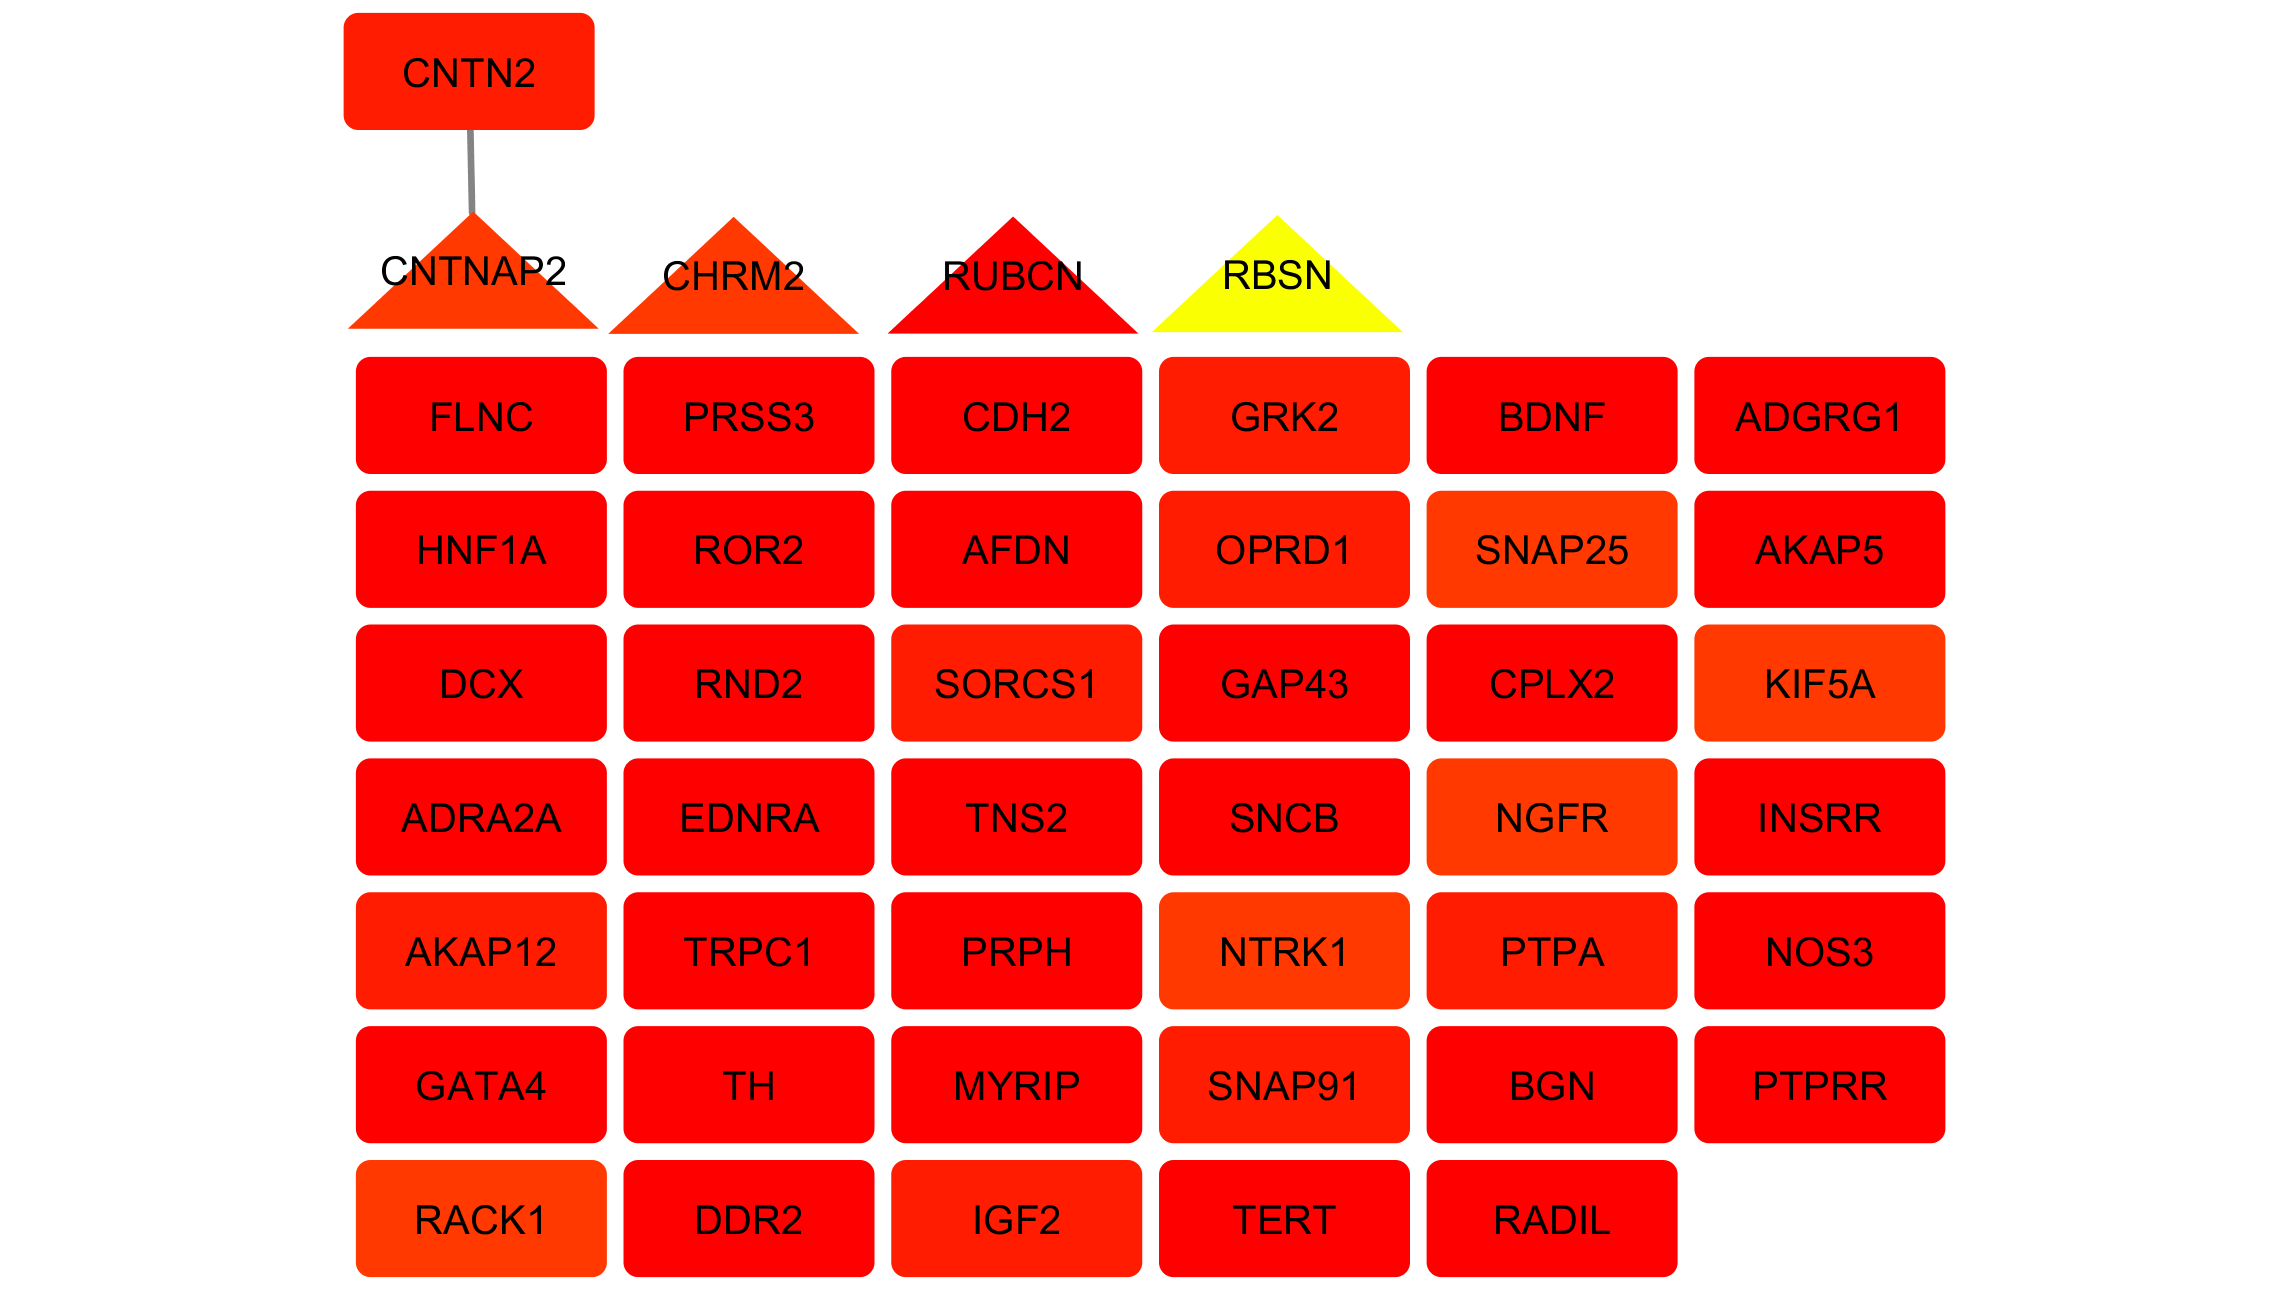 CNTN2
CNTNAP2 CHRM2 RUBCN RBSN
FLNC PRSS3 CDH2 GRK2 BDNF ADGRG1
HNF1A ROR2 AFDN OPRD1 SNAP25 AKAP5
DCX RND2 SORCS1 GAP43 CPLX2 KIF5A
ADRA2A EDNRA TNS2 SNCB NGFR INSRR
AKAP12 TRPC1 PRPH NTRK1 PTPA NOS3
GATA4 TH MYRIP SNAP91 BGN PTPRR
RACK1 DDR2 IGF2 TERT RADIL